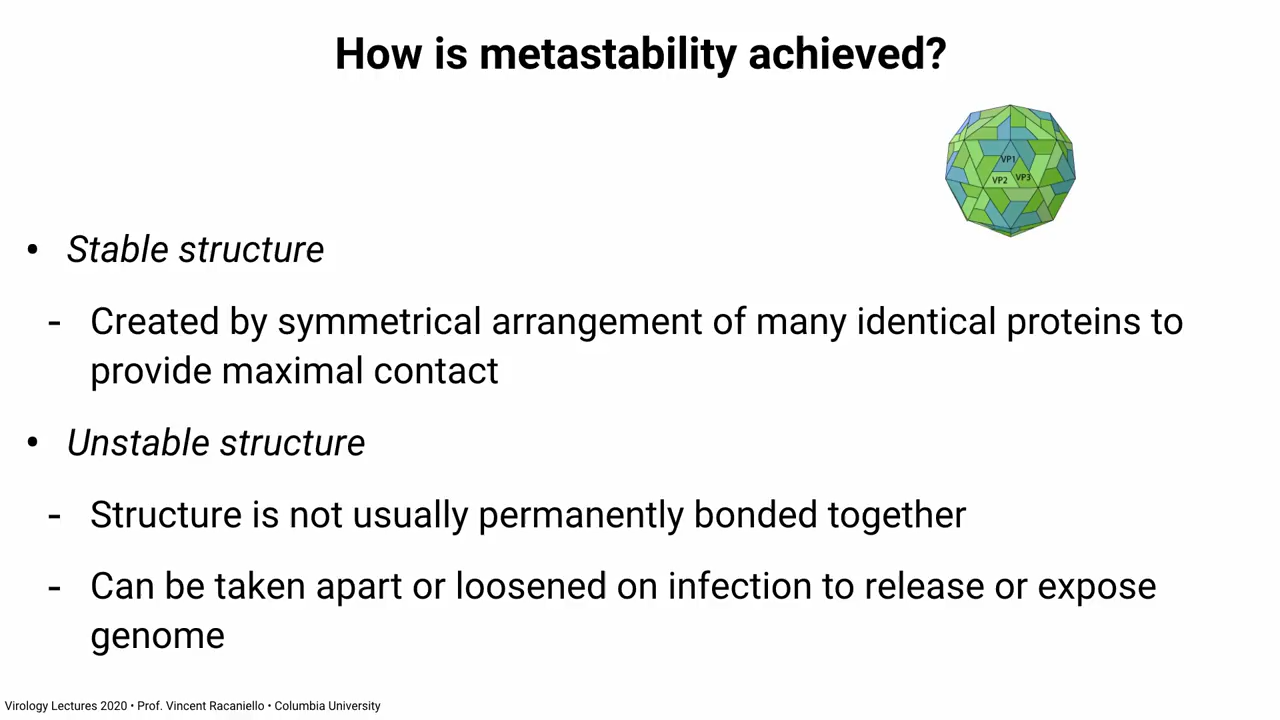 How is metastability achieved?
VP1
VP2 VP3
• Stable structure
- Created by symmetrical arrangement of many identical proteins to
provide maximal contact
• Unstable structure
- Structure is not usually permanently bonded together
- Can be taken apart or loosened on infection to release or expose
genome
Virology Lectures 2020 • Prof. Vincent Racaniello • Columbia University